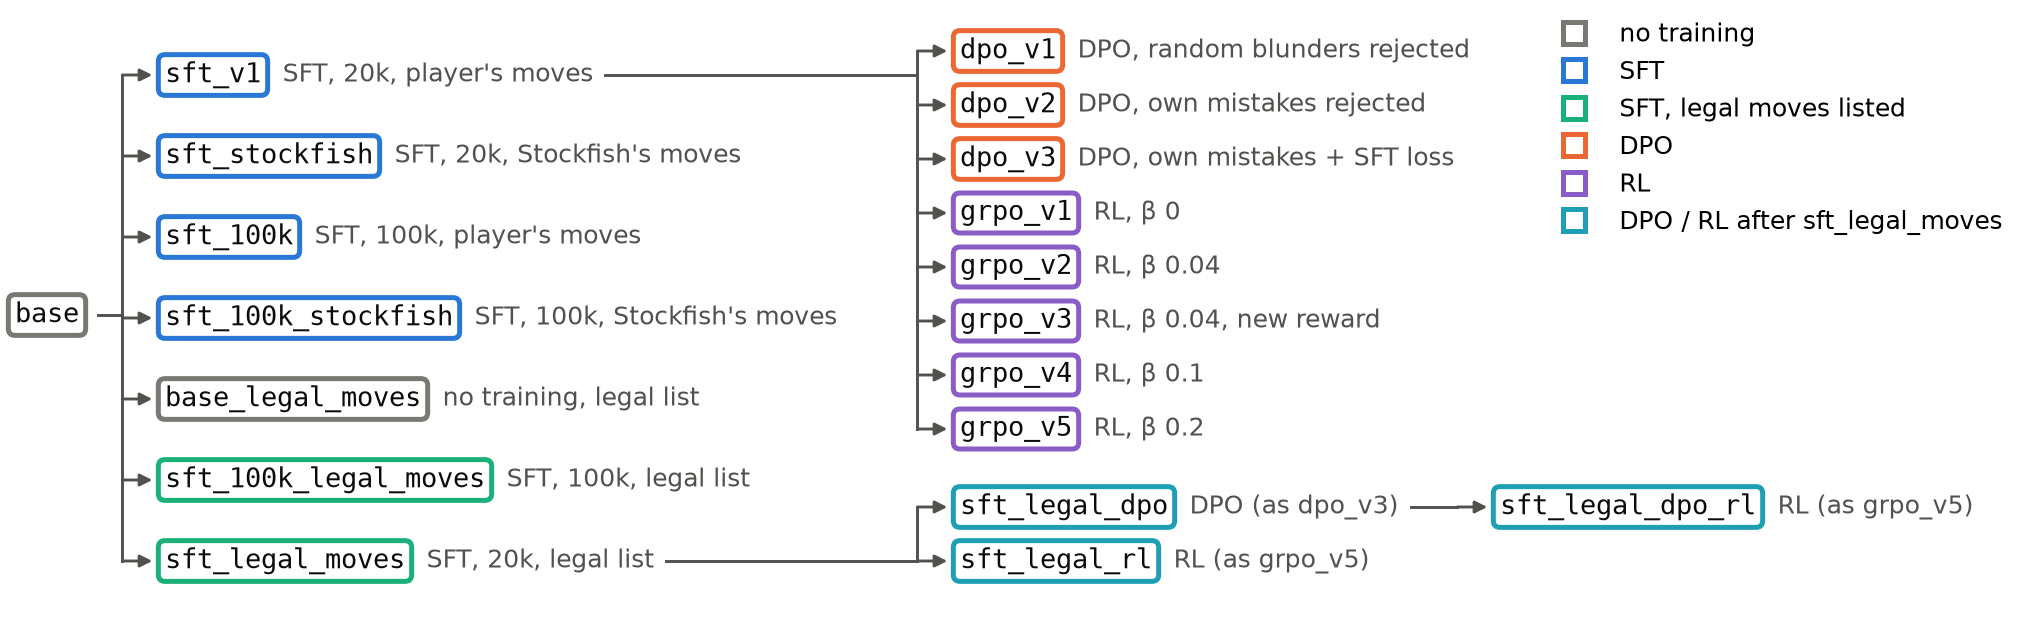 base
sft_v1 SFT, 20k, player's moves
sft_stockfish SFT, 20k, Stockfish's moves
sft_100k SFT, 100k, player's moves
sft_100k_stockfish SFT, 100k, Stockfish's moves
base_legal_moves no training, legal list
sft_100k_legal_moves SFT, 100k, legal list
sft_legal_moves SFT, 20k, legal list
dpo_v1 DPO, random blunders rejected
dpo_v2 DPO, own mistakes rejected
dpo_v3 DPO, own mistakes + SFT loss
grpo_v1 RL, β 0
grpo_v2 RL, β 0.04
grpo_v3 RL, β 0.04, new reward
grpo_v4 RL, β 0.1
grpo_v5 RL, β 0.2
sft_legal_dpo DPO (as dpo_v3)
sft_legal_rl RL (as grpo_v5)
sft_legal_dpo_rl RL (as grpo_v5)
no training
SFT
SFT, legal moves listed
DPO
RL
DPO / RL after sft_legal_moves